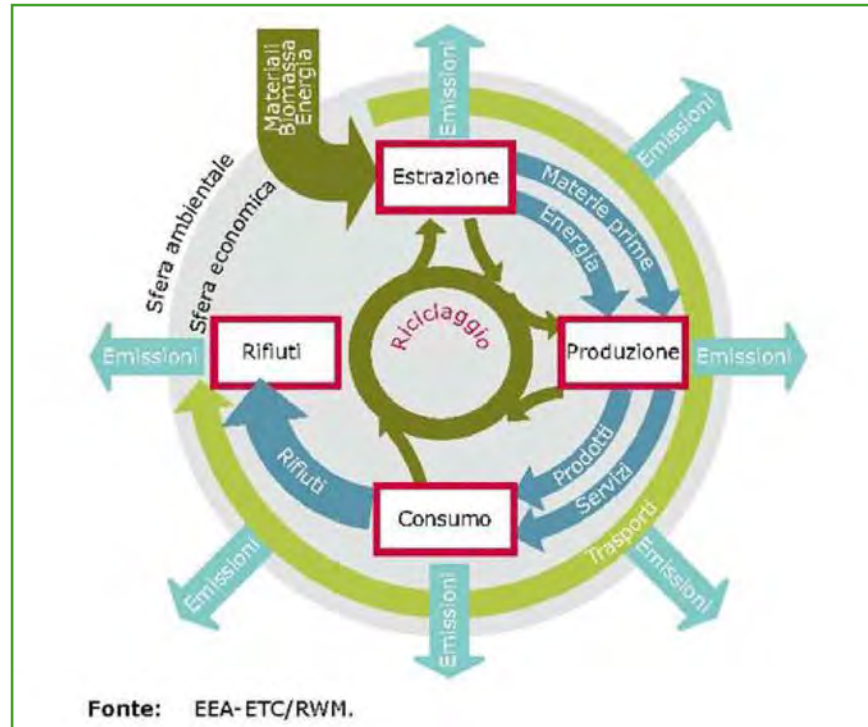 Materiali
Biomassa
Energia
Emissioni
Emissioni
Estrazione
Materie prime
Energia
Sfera ambientale
Sfera economica
Riciclaggio
Emissioni
Rifiuti
Produzione
Emissioni
Rifiuti
Prodotti
Servizi
Consumo
Trasporti
Emissioni
Emissioni
Emissioni
Fonte: EEA-ETC/RWM.